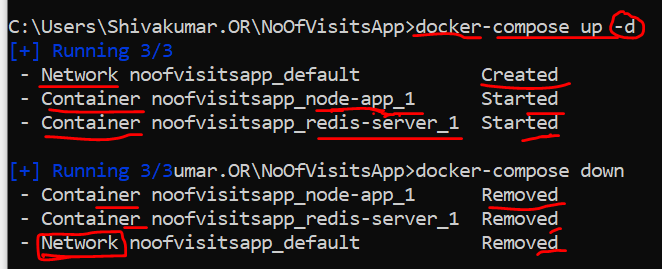 C:\Users\Shivakumar.OR\NoOfVisitsApp>docker-compose up -d
[+] Running 3/3
- Network noofvisitsapp_default Created
- Container noofvisitsapp_node-app_1 Started
- Container noofvisitsapp_redis-server_1 Started
[+] Running 3/3umar.OR\NoOfVisitsApp>docker-compose down
- Container noofvisitsapp_node-app_1 Removed
- Container noofvisitsapp_redis-server_1 Removed
- Network noofvisitsapp_default Removed